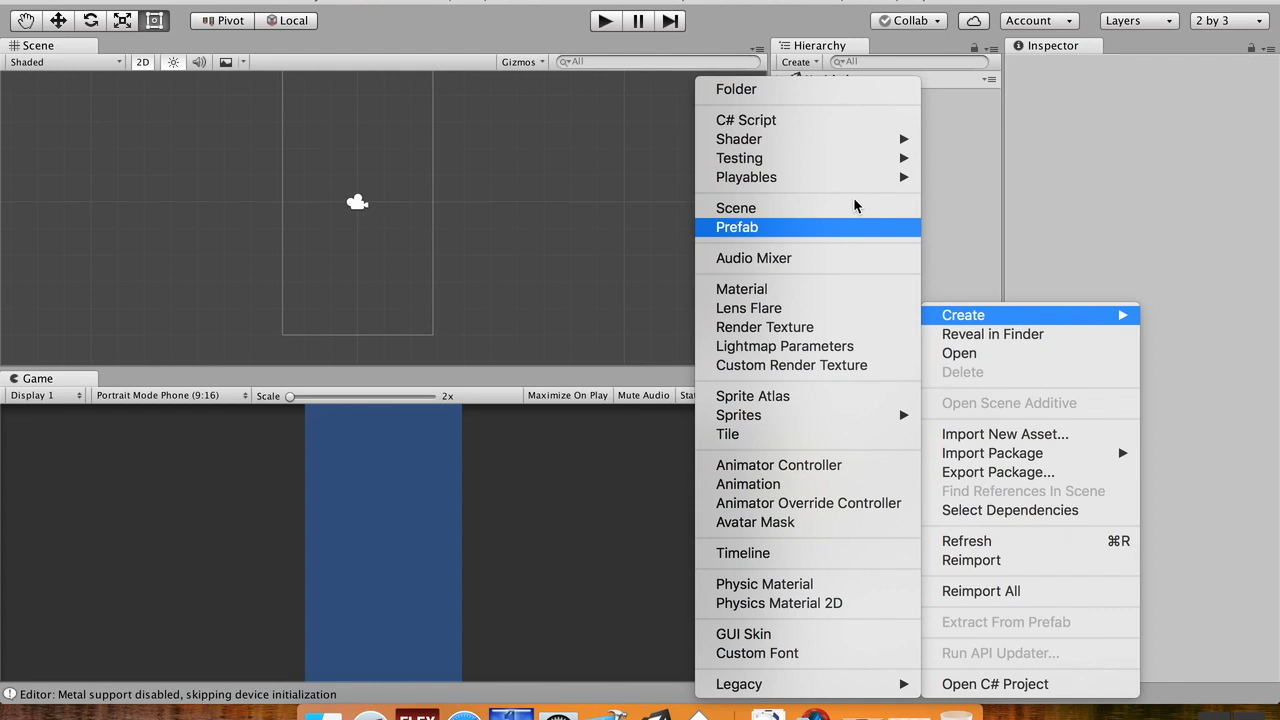 Pivot Local Collab Account Layers 2 by 3
Scene Hierarchy Inspector
Shaded 2D Gizmos All Create All
Folder
C# Script
Shader
Testing
Playables
Scene
Prefab
Audio Mixer
Material
Lens Flare
Render Texture
Lightmap Parameters
Custom Render Texture
Sprite Atlas
Sprites
Tile
Animator Controller
Animation
Animator Override Controller
Avatar Mask
Timeline
Physic Material
Physics Material 2D
GUI Skin
Custom Font
Legacy
Create
Reveal in Finder
Open
Delete
Open Scene Additive
Import New Asset...
Import Package
Export Package...
Find References In Scene
Select Dependencies
Refresh ⌘R
Reimport
Reimport All
Extract From Prefab
Run API Updater...
Open C# Project
Game
Display 1 Portrait Mode Phone (9:16) Scale 2x Maximize On Play Mute Audio
Editor: Metal support disabled, skipping device initialization